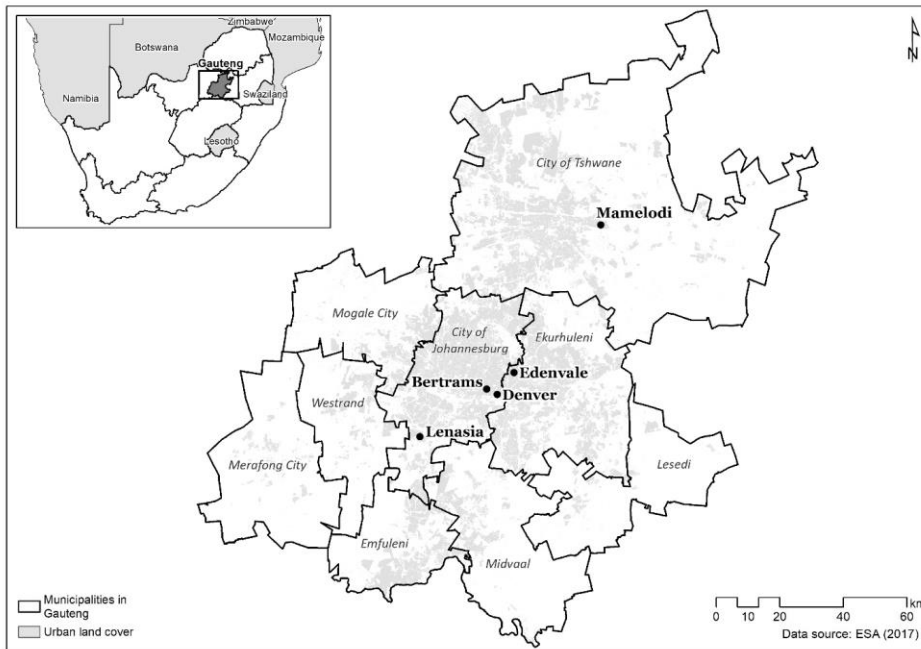 Zimbabwe
Mozambique
Botswana
Gauteng
Namibia
Swaziland
Lesotho
N
City of Tshwane
Mamelodi
Mogale City
City of
Johannesburg
Ekurhuleni
Edenvale
Bertrams
Denver
Westrand
Lenasia
Merafong City
Lesedi
Emfuleni
Midvaal
Municipalities in
Gauteng
Urban land cover
km
0 10 20 40 60
Data source: ESA (2017)